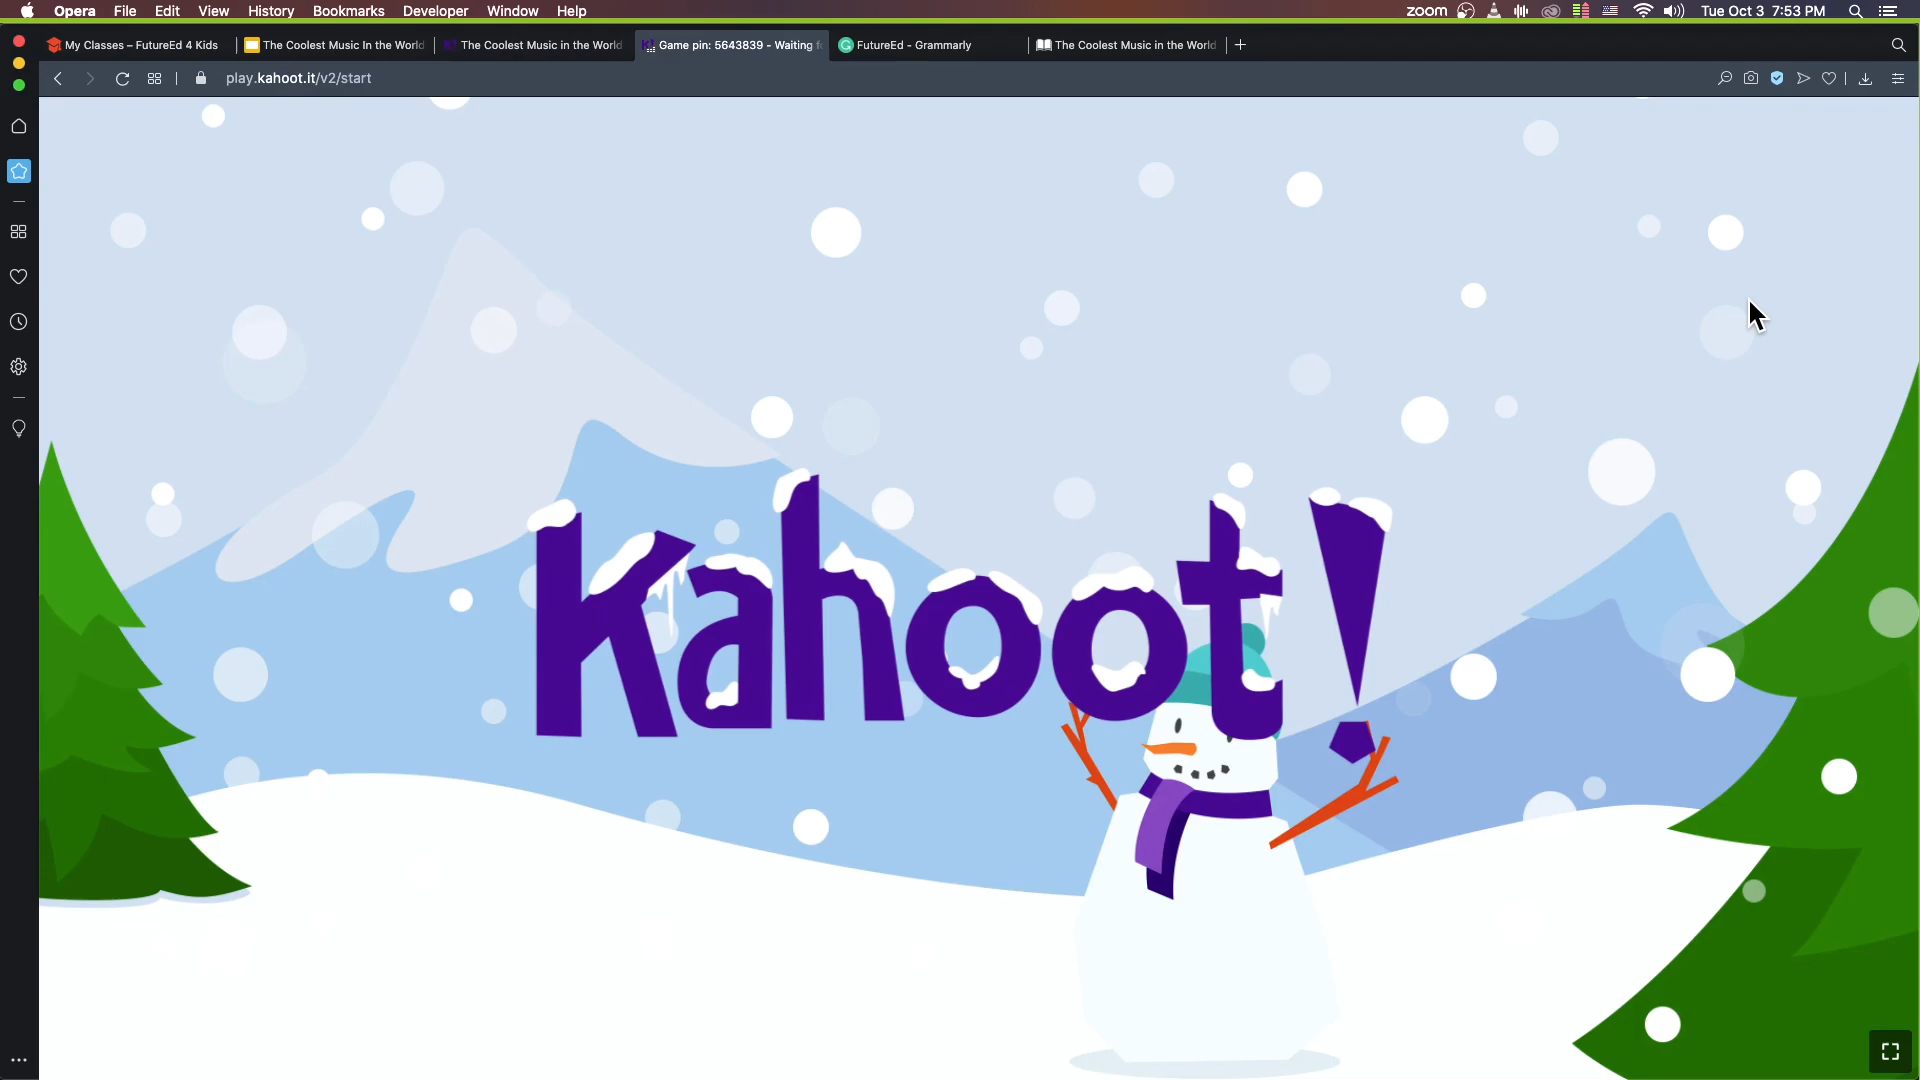 Opera File Edit View History Bookmarks Developer Window Help zoom Tue Oct 3 7:53 PM
My Classes – FutureEd 4 Kids The Coolest Music In the World The Coolest Music in the World Game pin: 5643839 - Waiting f FutureEd - Grammarly The Coolest Music in the World
play.kahoot.it/v2/start
Kahoot!